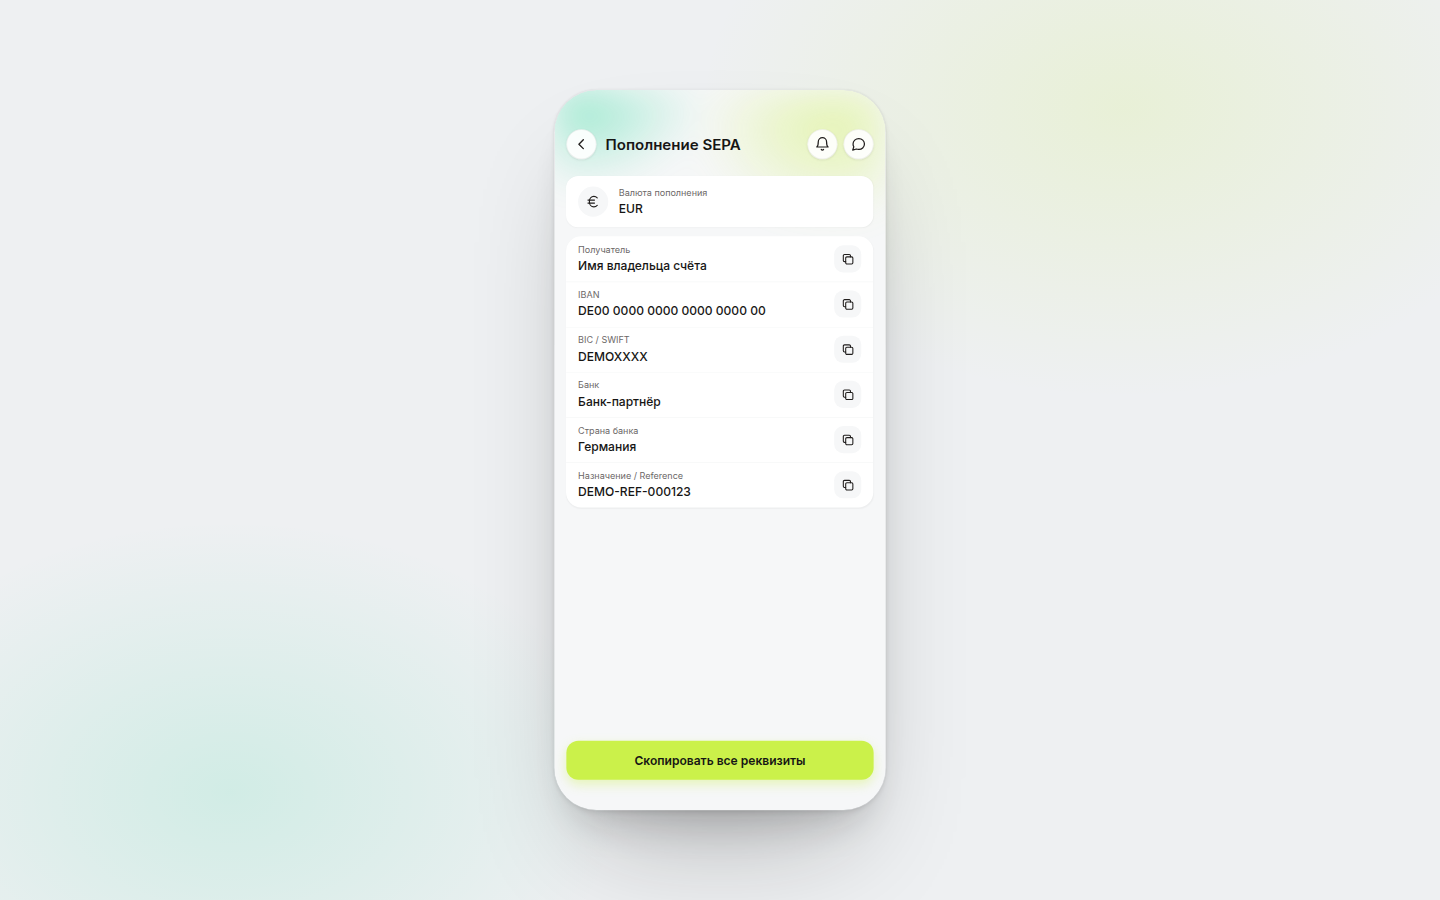 Пополнение SEPA
Валюта пополнения
EUR
Получатель
Имя владельца счёта
IBAN
DE00 0000 0000 0000 0000 00
BIC / SWIFT
DEMOXXXX
Банк
Банк-партнёр
Страна банка
Германия
Назначение / Reference
DEMO-REF-000123
Скопировать все реквизиты